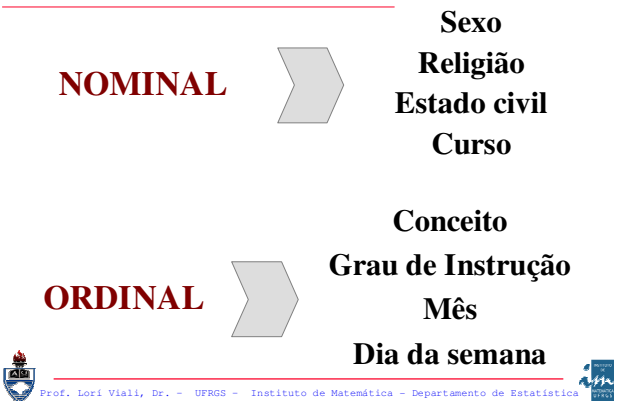 NOMINAL
Sexo
Religião
Estado civil
Curso
ORDINAL
Conceito
Grau de Instrução
Mês
Dia da semana
Prof. Lorí Viali, Dr. - UFRGS - Instituto de Matemática - Departamento de Estatística